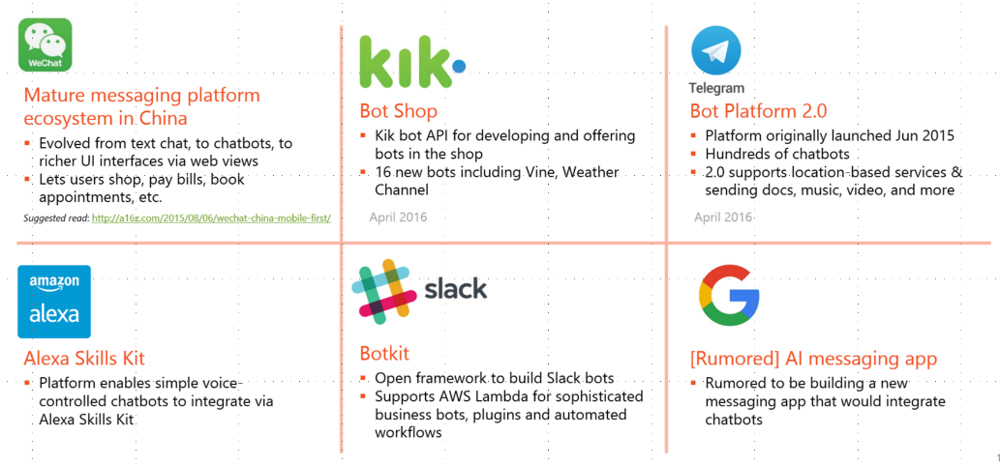 WeChat
Mature messaging platform
ecosystem in China
▪ Evolved from text chat, to chatbots, to
richer UI interfaces via web views
▪ Lets users shop, pay bills, book
appointments, etc.
Suggested read: http://a16z.com/2015/08/06/wechat-china-mobile-first/
kik
Bot Shop
▪ Kik bot API for developing and offering
bots in the shop
▪ 16 new bots including Vine, Weather
Channel
April 2016
Telegram
Bot Platform 2.0
▪ Platform originally launched Jun 2015
▪ Hundreds of chatbots
▪ 2.0 supports location-based services &
sending docs, music, video, and more
April 2016
amazon
alexa
Alexa Skills Kit
▪ Platform enables simple voice-
controlled chatbots to integrate via
Alexa Skills Kit
slack
Botkit
▪ Open framework to build Slack bots
▪ Supports AWS Lambda for sophisticated
business bots, plugins and automated
workflows
G
[Rumored] AI messaging app
▪ Rumored to be building a new
messaging app that would integrate
chatbots
1